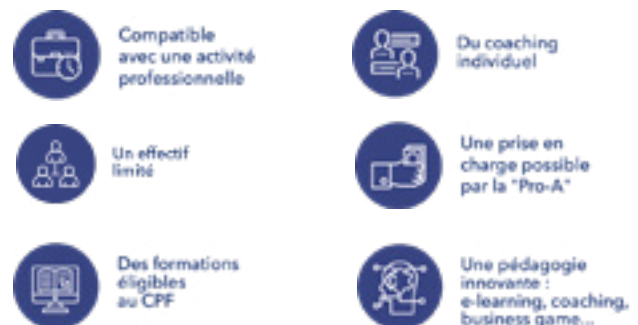 Compatible
avec une activité
professionnelle
Du coaching
individuel
Un effectif
limité
Une prise en
charge possible
par la "Pro-A"
Des formations
éligibles
au CPF
Une pédagogie
innovante :
e-learning, coaching,
business game...